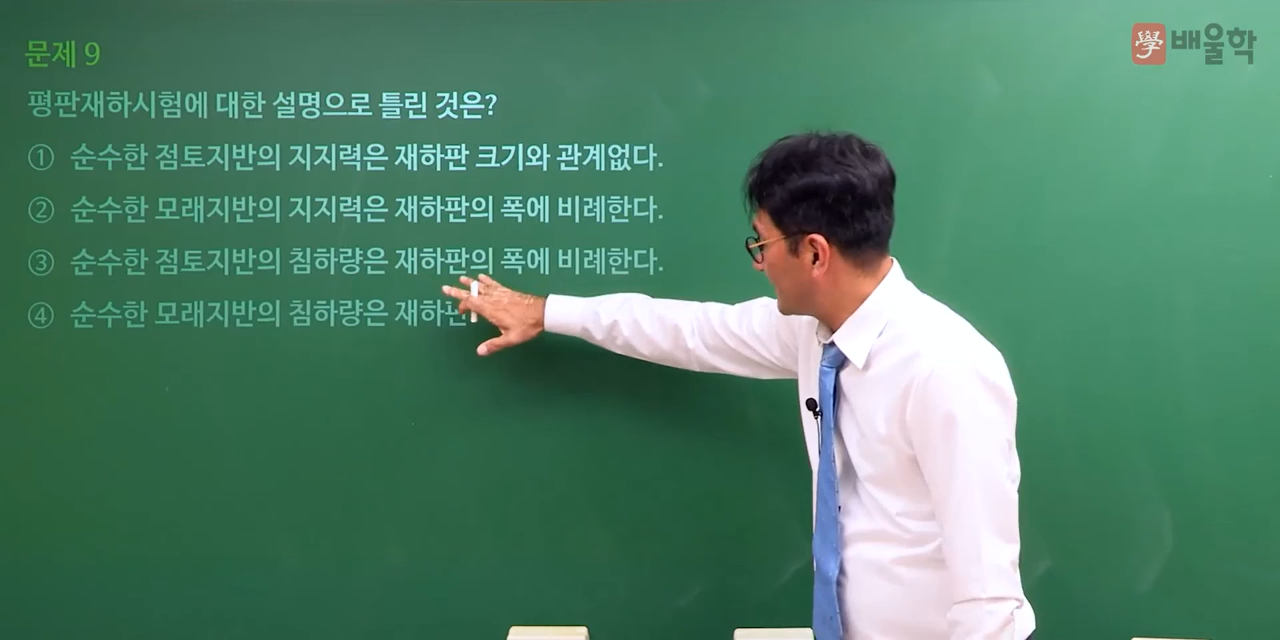 學 배울학
문제 9
평판재하시험에 대한 설명으로 틀린 것은?
① 순수한 점토지반의 지지력은 재하판 크기와 관계없다.
② 순수한 모래지반의 지지력은 재하판의 폭에 비례한다.
③ 순수한 점토지반의 침하량은 재하판의 폭에 비례한다.
④ 순수한 모래지반의 침하량은 재하판